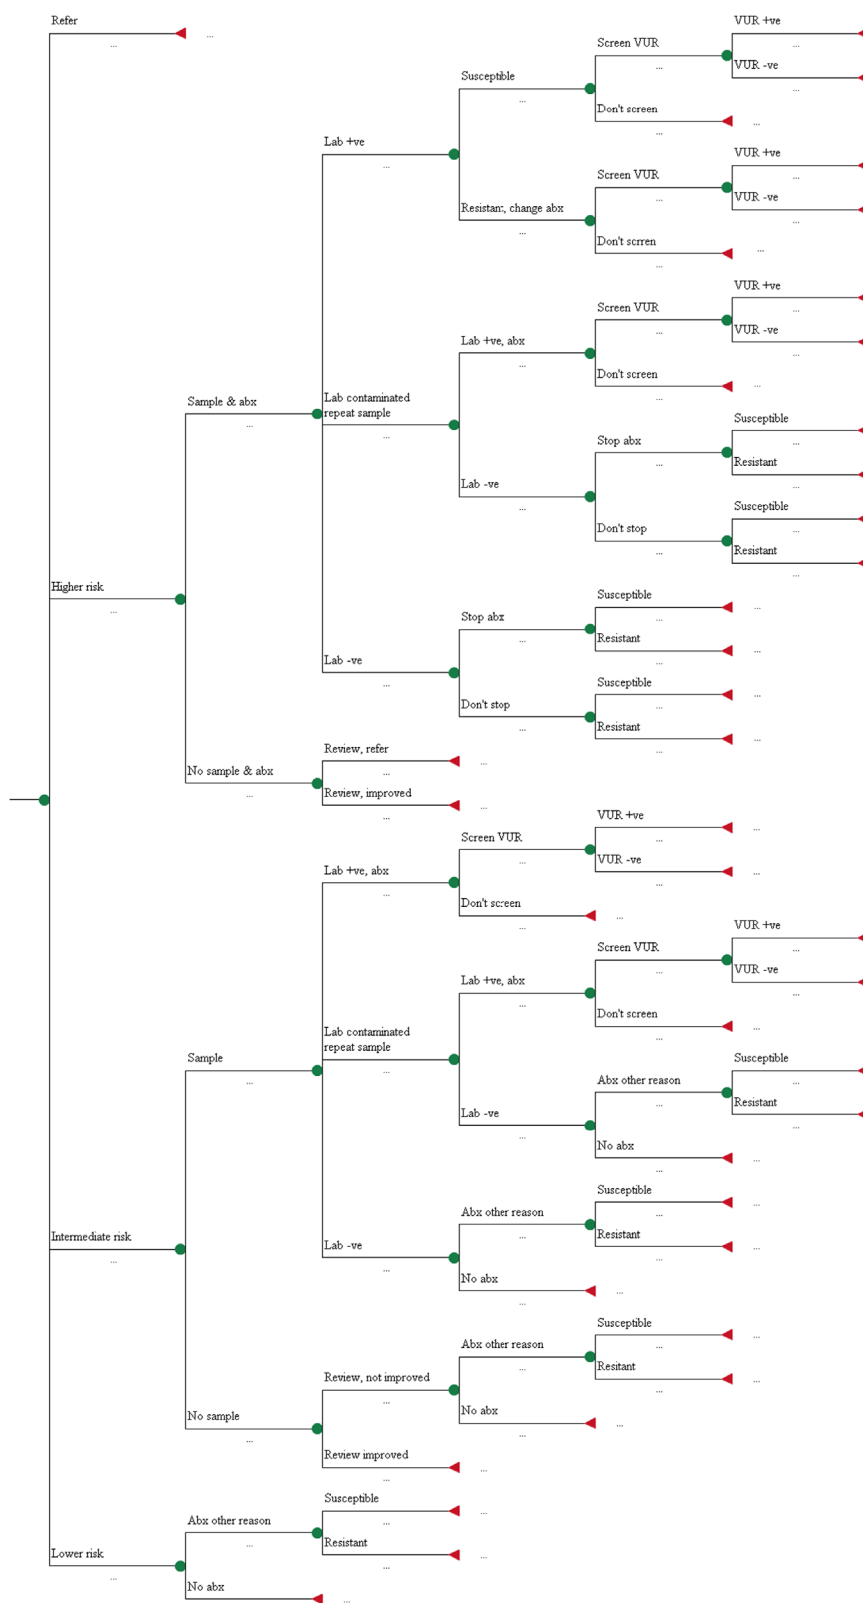 Refer
...
...
VUR +ve
...
Screen VUR
...
VUR -ve
...
Susceptible
...
Don't screen
...
...
Lab +ve
...
VUR +ve
...
Screen VUR
...
VUR -ve
...
Resistant, change abx
...
Don't scrren
...
...
VUR +ve
...
Screen VUR
...
VUR -ve
...
Lab +ve, abx
...
Don't screen
...
...
Sample & abx
...
Lab contaminated
repeat sample
...
Susceptible
...
Stop abx
...
Resistant
...
Lab -ve
...
Susceptible
...
Don't stop
...
Resistant
...
Higher risk
...
Susceptible
...
...
Stop abx
...
Resistant
...
...
Lab -ve
...
Susceptible
...
...
Don't stop
...
Resistant
...
...
Review, refer
...
...
No sample & abx
...
Review, improved
...
...
VUR +ve
...
...
Screen VUR
...
VUR -ve
...
...
Lab +ve, abx
...
Don't screen
...
...
VUR +ve
...
Screen VUR
...
VUR -ve
...
Lab +ve, abx
...
Don't screen
...
...
Sample
...
Lab contaminated
repeat sample
...
Susceptible
...
Abx other reason
...
Resistant
...
Lab -ve
...
No abx
...
...
Susceptible
...
...
Abx other reason
...
Resistant
...
...
Intermediate risk
...
Lab -ve
...
No abx
...
...
Susceptible
...
...
Abx other reason
...
Resitant
...
...
Review, not improved
...
No abx
...
...
No sample
...
Review improved
...
...
Susceptible
...
...
Abx other reason
...
Resistant
...
...
Lower risk
...
No abx
...